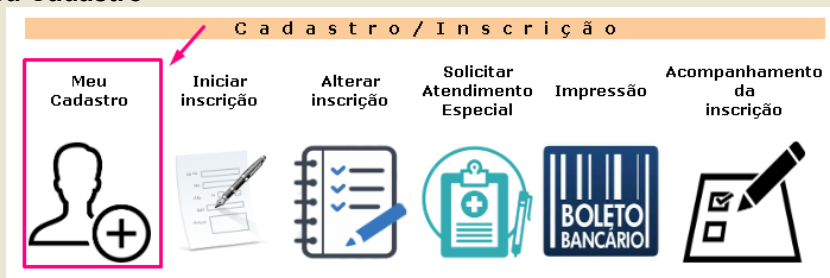 Cadastro/Inscrição
Meu
Cadastro
Iniciar
inscrição
Alterar
inscrição
Solicitar
Atendimento
Especial
Impressão
Acompanhamento
da
inscrição
BOLETO
BANCÁRIO